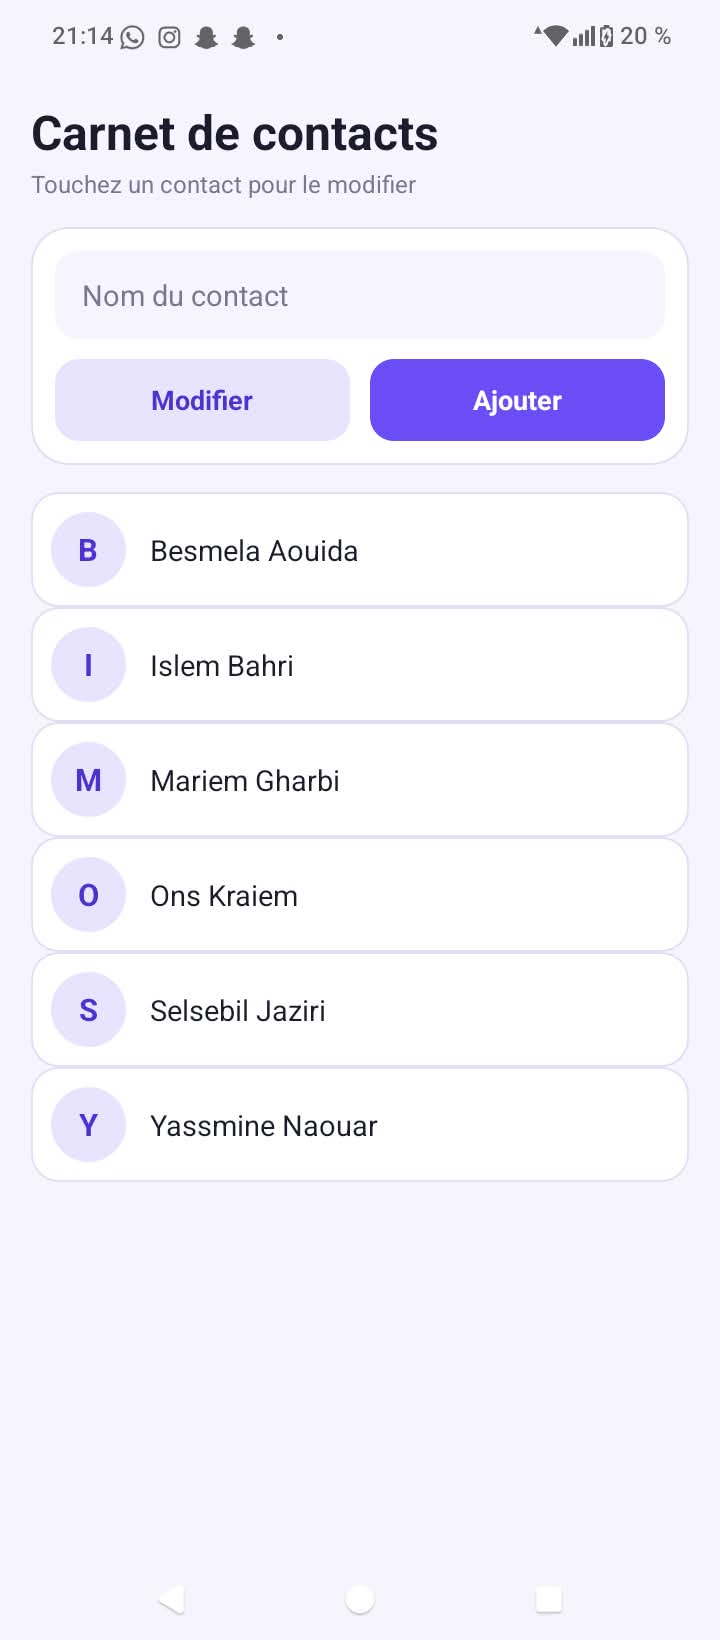 21:14 20 %
Carnet de contacts
Touchez un contact pour le modifier
Nom du contact
Modifier Ajouter
B Besmela Aouida
I Islem Bahri
M Mariem Gharbi
O Ons Kraiem
S Selsebil Jaziri
Y Yassmine Naouar